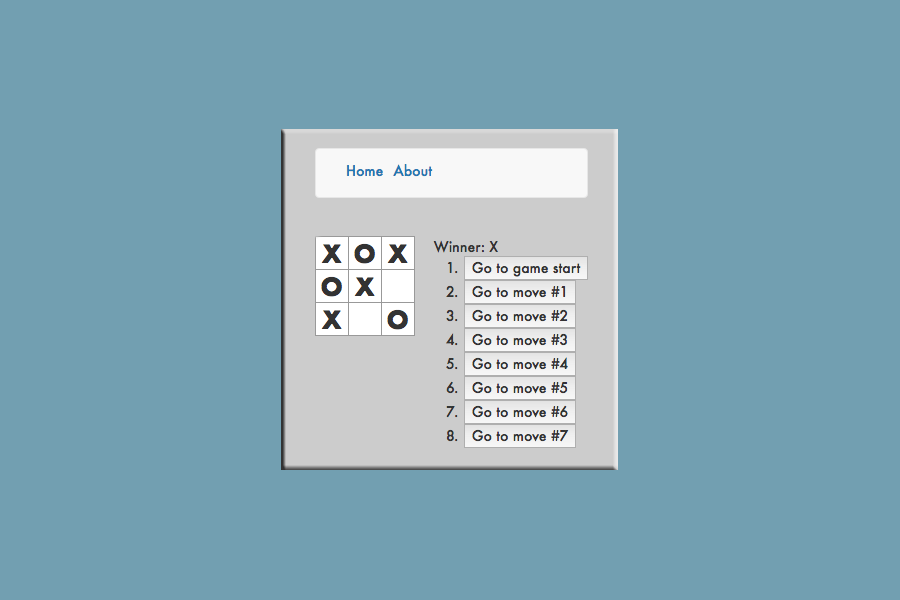 Home About
X O X
O X
X O
Winner: X
1. Go to game start
2. Go to move #1
3. Go to move #2
4. Go to move #3
5. Go to move #4
6. Go to move #5
7. Go to move #6
8. Go to move #7